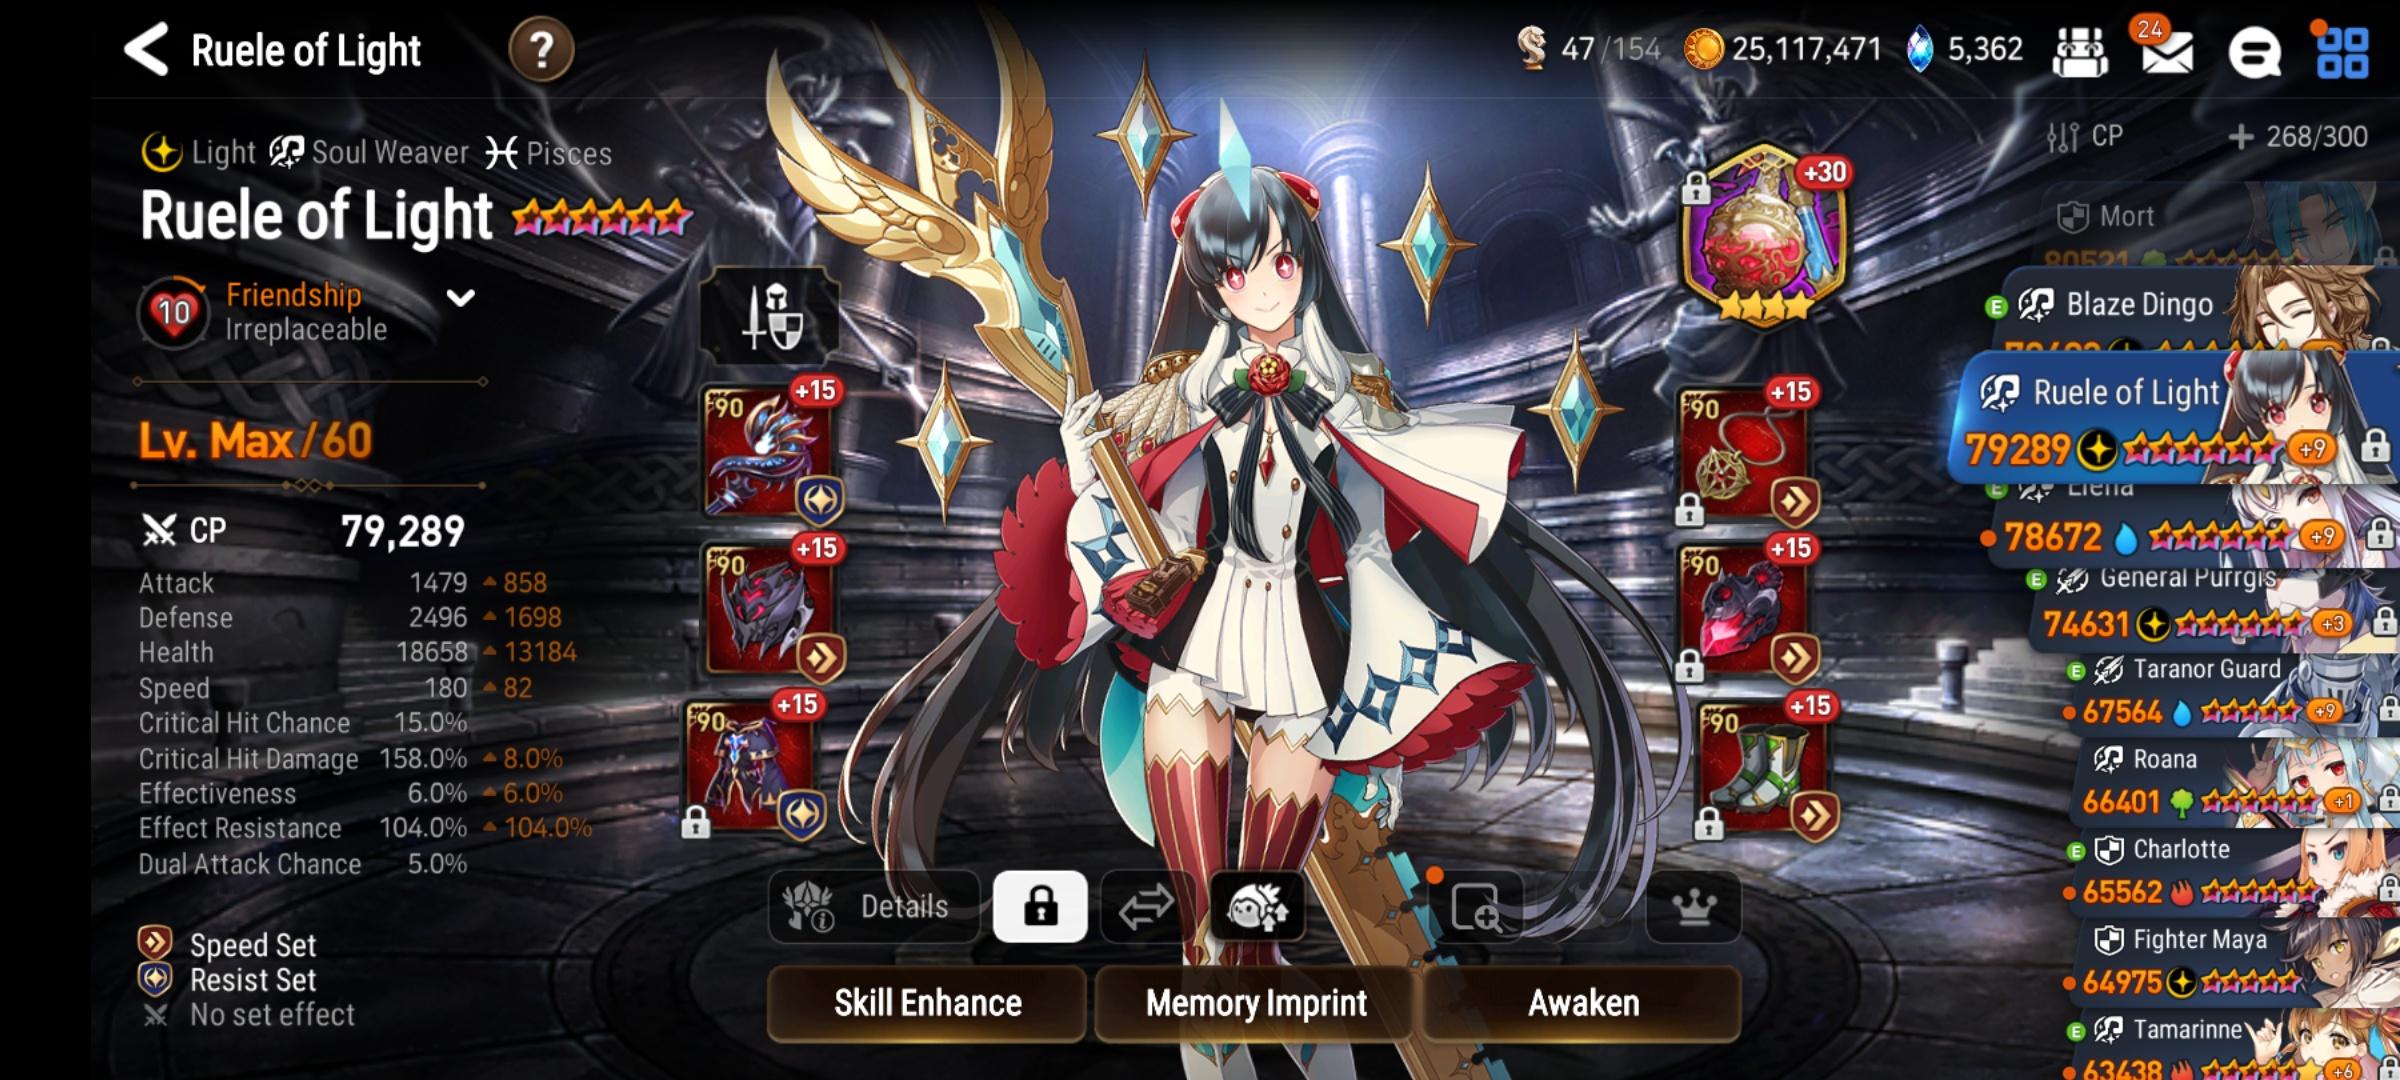 Ruele of Light
?
47/154
25,117,471
5,362
24
Light Soul Weaver Pisces
Ruele of Light
10
Friendship
Irreplaceable
Lv. Max/60
CP 79,289
Attack 1479 858
Defense 2496 1698
Health 18658 13184
Speed 180 82
Critical Hit Chance 15.0%
Critical Hit Damage 158.0% 8.0%
Effectiveness 6.0% 6.0%
Effect Resistance 104.0% 104.0%
Dual Attack Chance 5.0%
Speed Set
Resist Set
No set effect
90 +15
90 +15
90 +15
+30
90 +15
90 +15
90 +15
Details
Skill Enhance
Memory Imprint
Awaken
CP
268/300
Mort
80521
E Blaze Dingo
Ruele of Light
79289 +9
E Elena
78672 +9
E General Purrgis
74631 +3
E Taranor Guard
67564 +9
Roana
66401 +1
E Charlotte
65562
Fighter Maya
64975
E Tamarinne
63438 +6